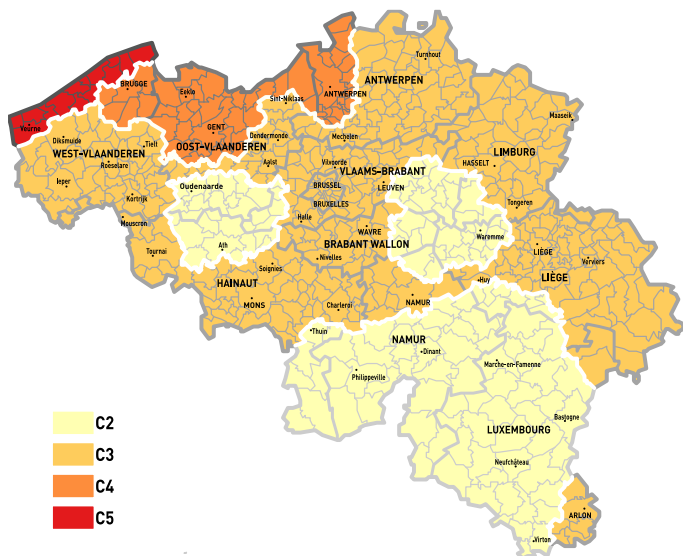 Turnhout
ANTWERPEN
BRUGGE
Eeklo
ANTWERPEN
Sint-Niklaas
Maaseik
Veurne
GENT
Diksmuide
Tielt
OOST-VLAANDEREN
Dendermonde
Mechelen
WEST-VLAANDEREN
Roeselare
Aalst
Vilvoorde
VLAAMS-BRABANT
HASSELT
LIMBURG
Ieper
Oudenaarde
BRUSSEL
LEUVEN
Kortrijk
BRUXELLES
Tongeren
Mouscron
Halle
WAVRE
Waremme
Ath
BRABANT WALLON
LIÈGE
Tournai
Nivelles
Verviers
Soignies
LIÈGE
HAINAUT
Huy
MONS
Charleroi
NAMUR
Thuin
NAMUR
Dinant
Marche-en-Famenne
Philippeville
Bastogne
C2
LUXEMBOURG
C3
Neufchâteau
C4
C5
ARLON
Virton